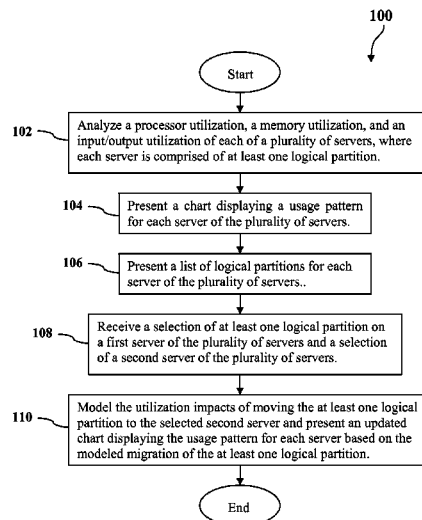 100
Start
102
Analyze a processor utilization, a memory utilization, and an
input/output utilization of each of a plurality of servers, where
each server is comprised of at least one logical partition.
104
Present a chart displaying a usage pattern
for each server of the plurality of servers.
106
Present a list of logical partitions for each
server of the plurality of servers..
108
Receive a selection of at least one logical partition on
a first server of the plurality of servers and a selection
of a second server of the plurality of servers.
110
Model the utilization impacts of moving the at least one logical
partition to the selected second server and present an updated
chart displaying the usage pattern for each server based on the
modeled migration of the at least one logical partition.
End